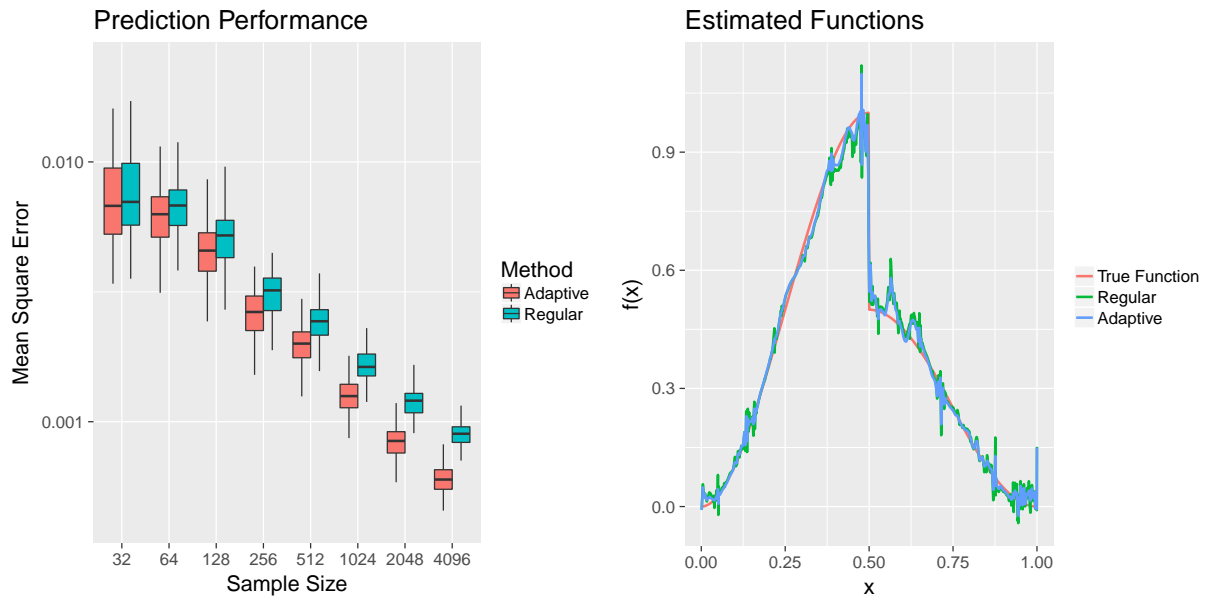 Prediction Performance
Mean Square Error
0.010
0.001
32 64 128 256 512 1024 2048 4096
Sample Size
Method
Adaptive
Regular
Estimated Functions
f(x)
0.9
0.6
0.3
0.0
0.00 0.25 0.50 0.75 1.00
x
True Function
Regular
Adaptive